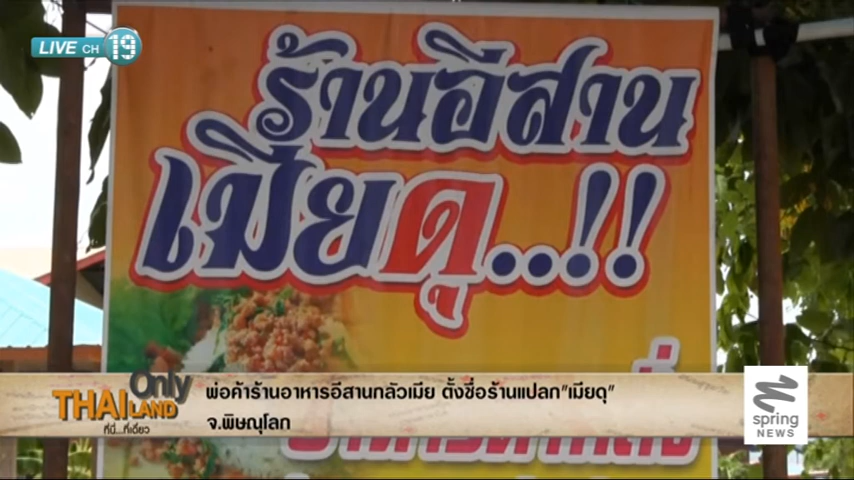 LIVE CH 19
ร้านอีสาน
เมียดุ...!!
Only
THAILAND
ที่นี่...ที่เดียว
พ่อค้าร้านอาหารอีสานกลัวเมีย ตั้งชื่อร้านแปลก"เมียดุ"
จ.พิษณุโลก
spring
NEWS